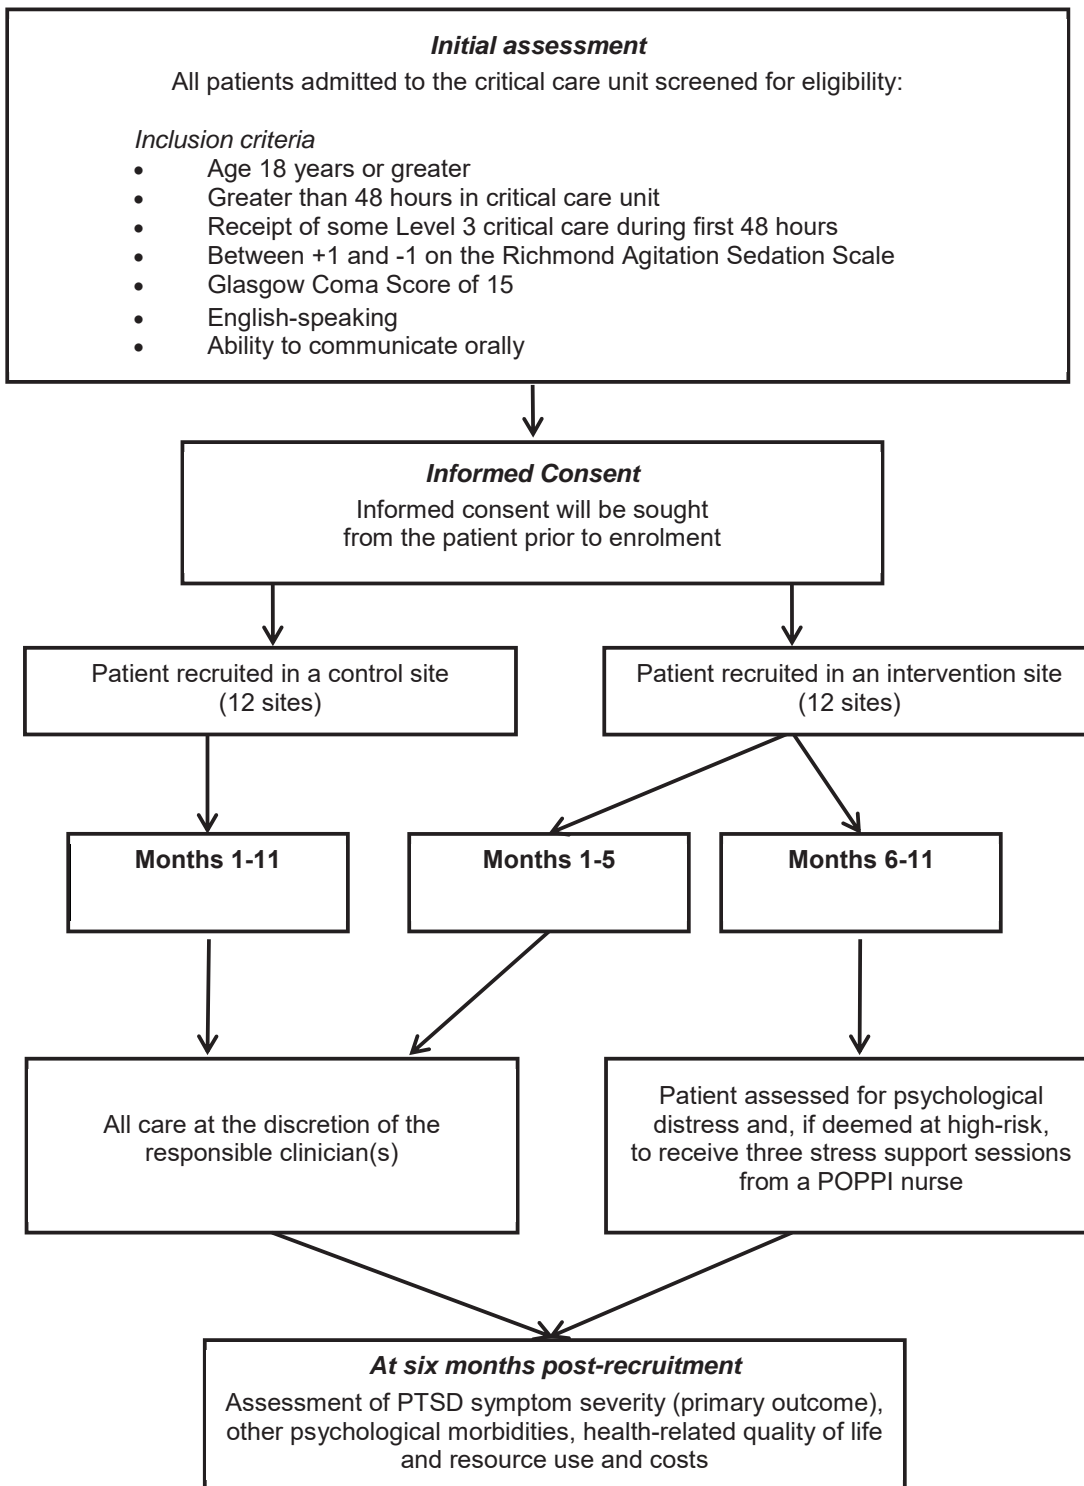 Initial assessment
All patients admitted to the critical care unit screened for eligibility:
Inclusion criteria
• Age 18 years or greater
• Greater than 48 hours in critical care unit
• Receipt of some Level 3 critical care during first 48 hours
• Between +1 and -1 on the Richmond Agitation Sedation Scale
• Glasgow Coma Score of 15
• English-speaking
• Ability to communicate orally
Informed Consent
Informed consent will be sought
from the patient prior to enrolment
Patient recruited in a control site
(12 sites)
Patient recruited in an intervention site
(12 sites)
Months 1-11
Months 1-5
Months 6-11
All care at the discretion of the
responsible clinician(s)
Patient assessed for psychological
distress and, if deemed at high-risk,
to receive three stress support sessions
from a POPPI nurse
At six months post-recruitment
Assessment of PTSD symptom severity (primary outcome),
other psychological morbidities, health-related quality of life
and resource use and costs